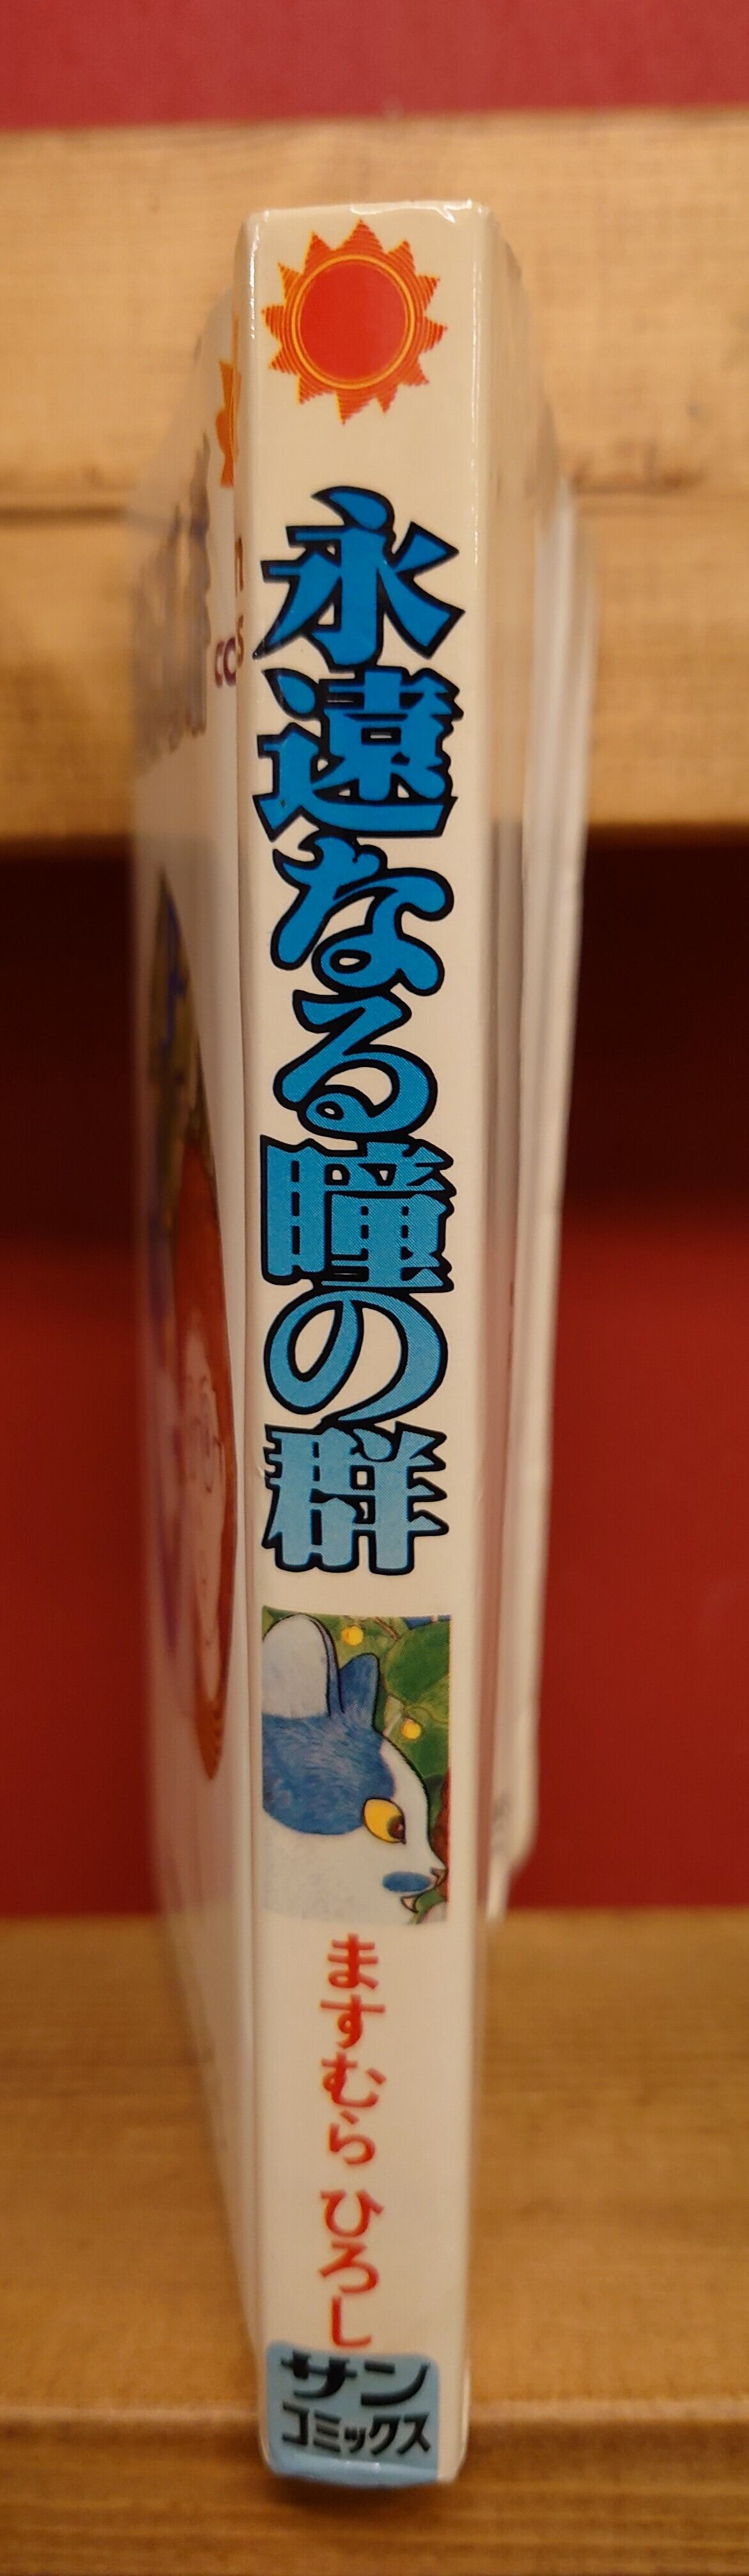 永遠なる瞳の群
ますむら ひろし
サン
コミックス